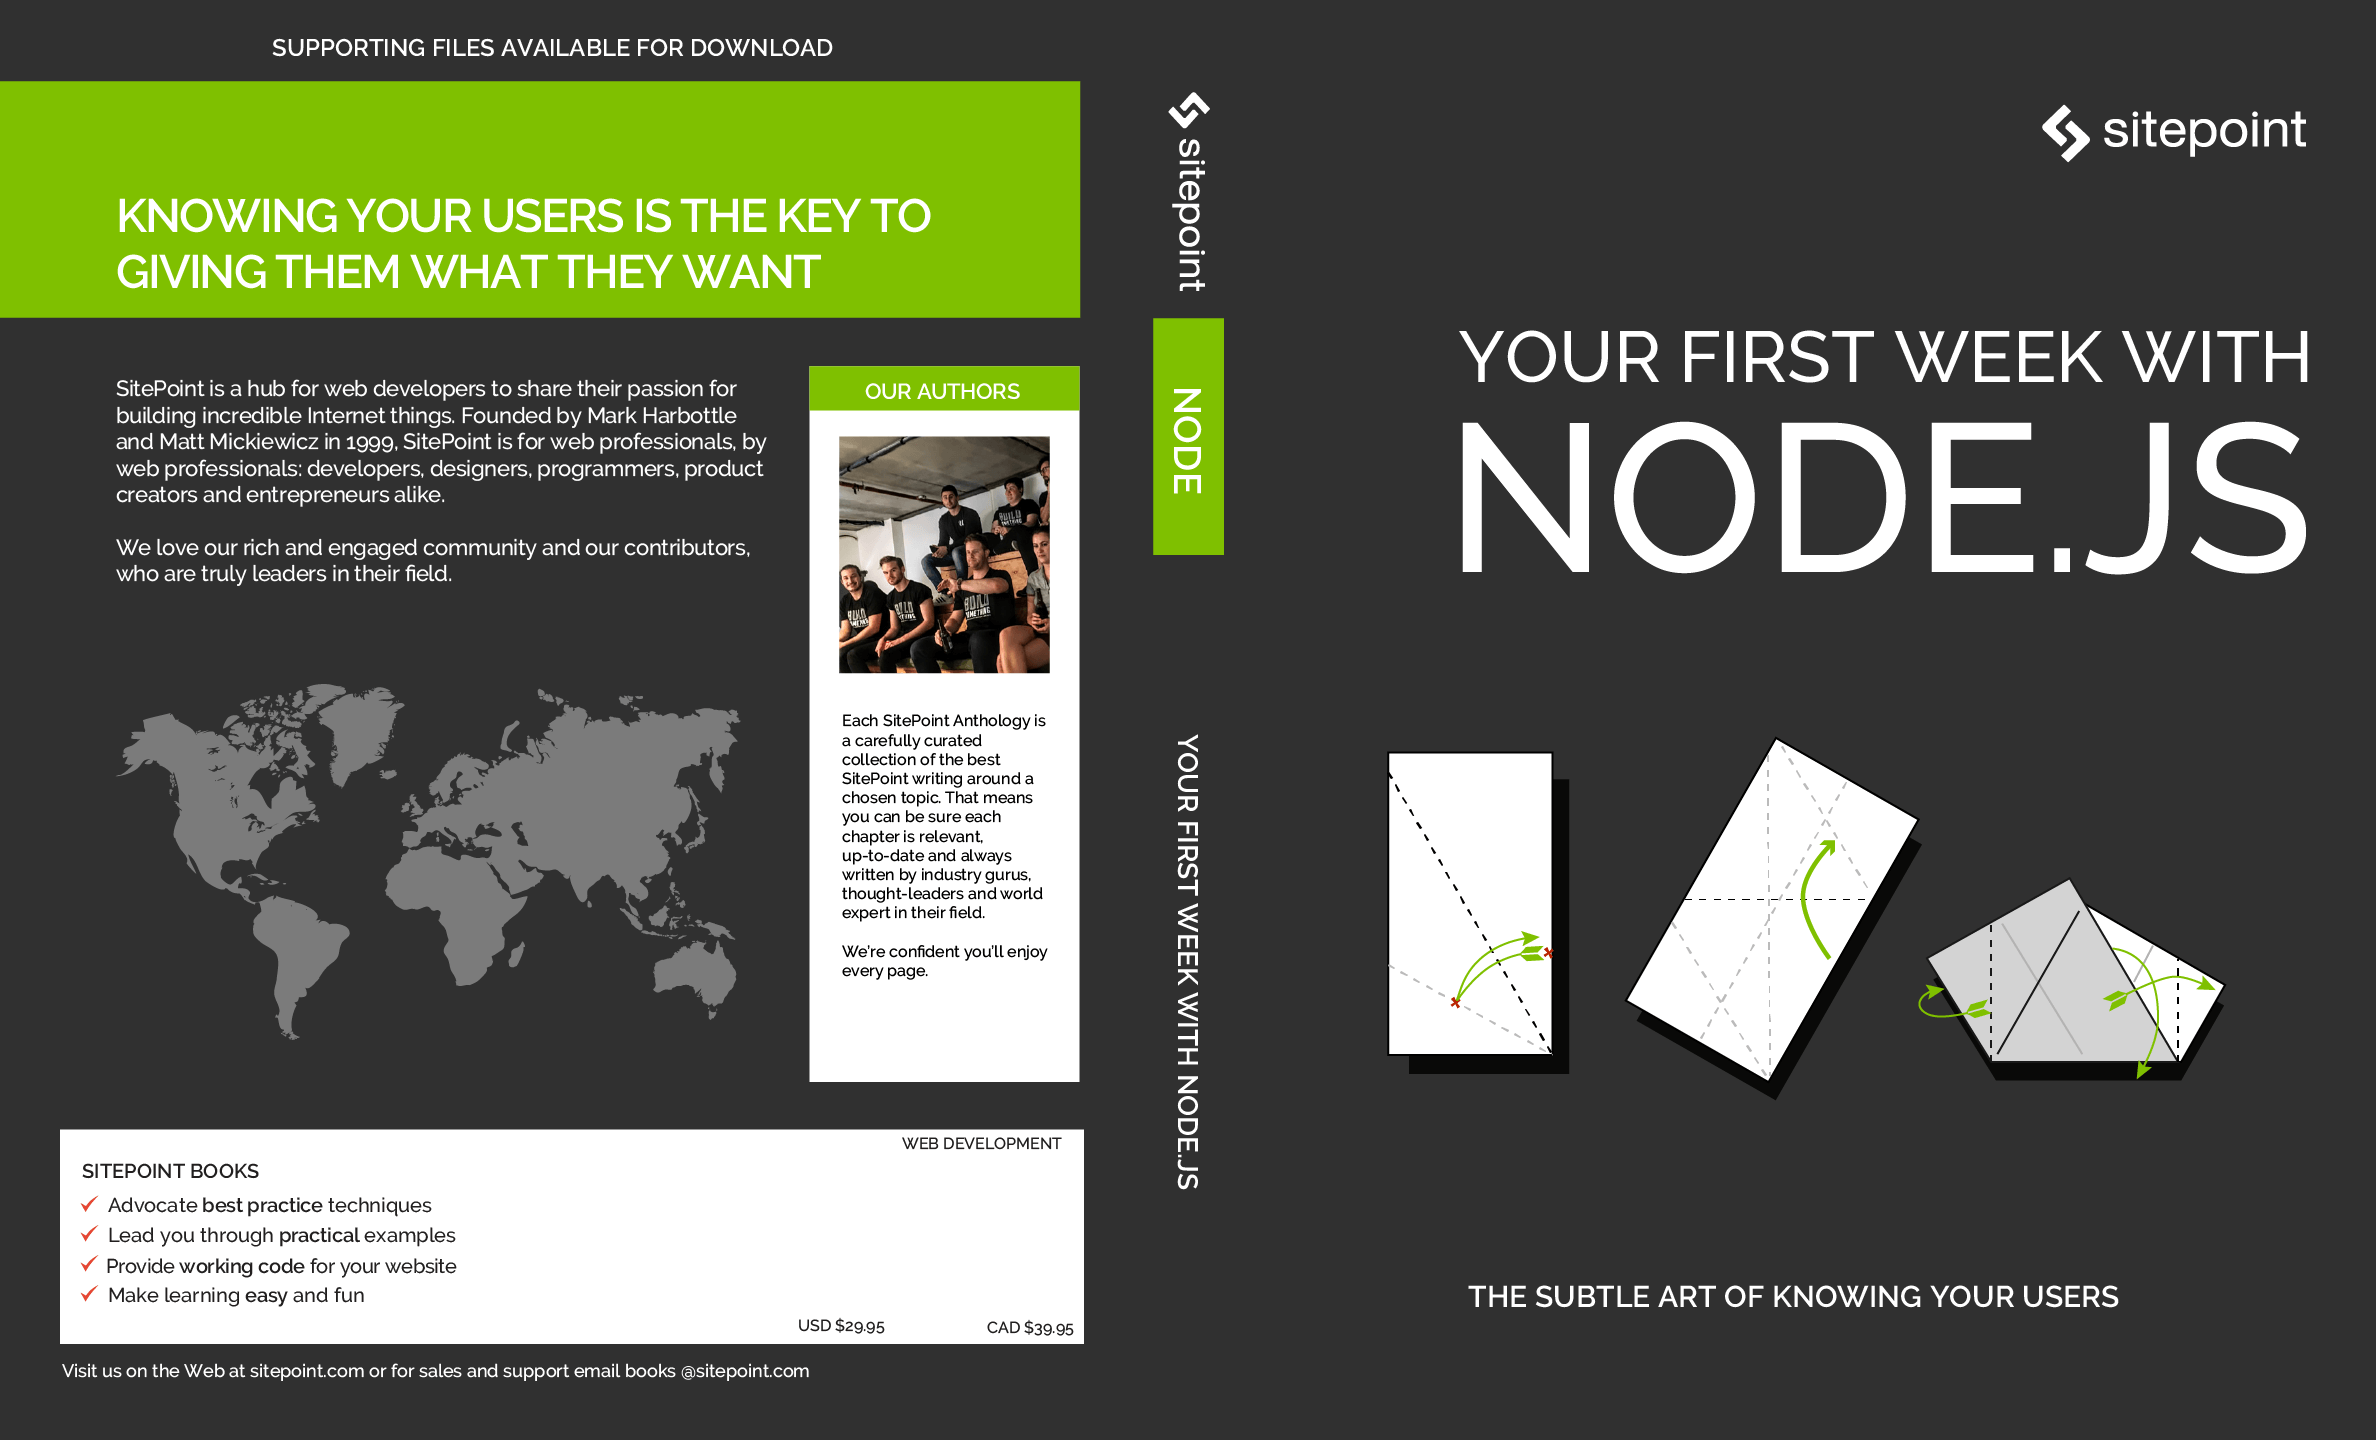 SUPPORTING FILES AVAILABLE FOR DOWNLOAD
KNOWING YOUR USERS IS THE KEY TO
GIVING THEM WHAT THEY WANT
SitePoint is a hub for web developers to share their passion for
building incredible Internet things. Founded by Mark Harbottle
and Matt Mickiewicz in 1999, SitePoint is for web professionals, by
web professionals: developers, designers, programmers, product
creators and entrepreneurs alike.
We love our rich and engaged community and our contributors,
who are truly leaders in their field.
OUR AUTHORS
BUILD
BUILD
BUILD
BUILD
Each SitePoint Anthology is
a carefully curated
collection of the best
SitePoint writing around a
chosen topic. That means
you can be sure each
chapter is relevant,
up-to-date and always
written by industry gurus,
thought-leaders and world
expert in their field.
We're confident you'll enjoy
every page.
WEB DEVELOPMENT
SITEPOINT BOOKS
Advocate best practice techniques
Lead you through practical examples
Provide working code for your website
Make learning easy and fun
USD $29.95
CAD $39.95
Visit us on the Web at sitepoint.com or for sales and support email books @sitepoint.com
sitepoint
NODE
YOUR FIRST WEEK WITH NODE.JS
sitepoint
YOUR FIRST WEEK WITH
NODE.JS
THE SUBTLE ART OF KNOWING YOUR USERS